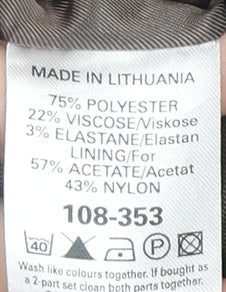 MADE IN LITHUANIA
75% POLYESTER
22% VISCOSE/Viskose
3% ELASTANE/Elastan
LINING/For
57% ACETATE/Acetat
43% NYLON
108-353
40 P
Wash like colours together. If bought as
a 2-part set clean both parts together.